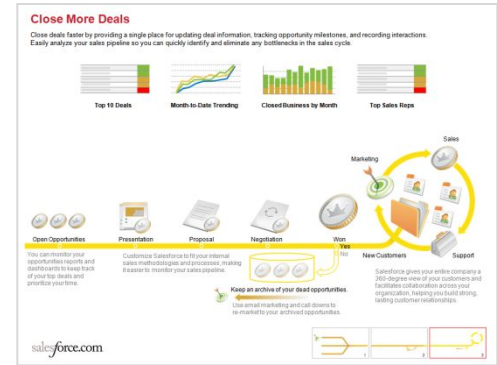 Close More Deals
Close deals faster by providing a single place for updating deal information, tracking opportunity milestones, and recording interactions.
Easily analyze your sales pipeline so you can quickly identify and eliminate any bottlenecks in the sales cycle.
Top 10 Deals
Month-to-Date Trending
Closed Business by Month
Top Sales Reps
Sales
Marketing
Open Opportunities
Presentation
Proposal
Negotiation
Won
Yes
No
New Customers
Support
You can monitor your
opportunities reports and
dashboards to keep track
of your top deals and
prioritize your time.
Customize Salesforce to fit your internal
sales methodologies and processes, making
it easier to monitor your sales pipeline.
Keep an archive of your dead opportunities.
Use email marketing and call downs to
re-market to your archived opportunities.
Salesforce gives your entire company a
360-degree view of your customers and
facilitates collaboration across your
organization, helping you build strong,
lasting customer relationships.
salesforce.com
1
2
3